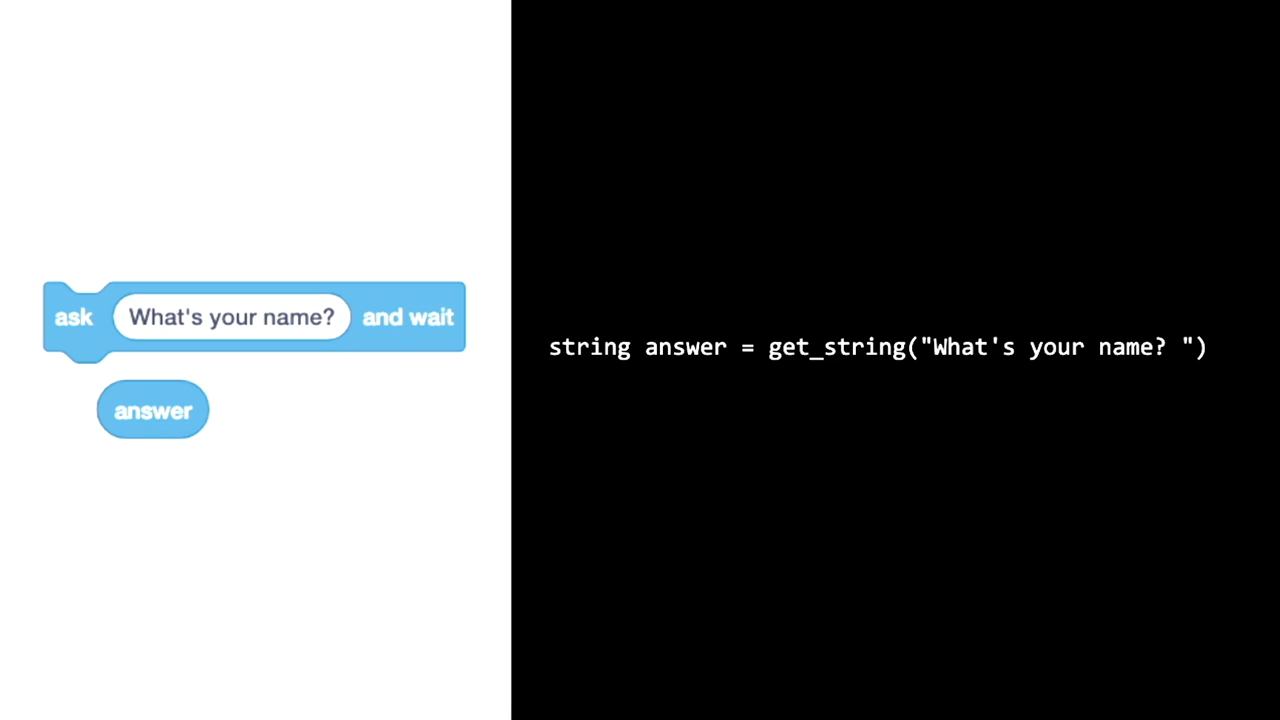 ask What's your name? and wait
answer
string answer = get_string("What's your name? ")